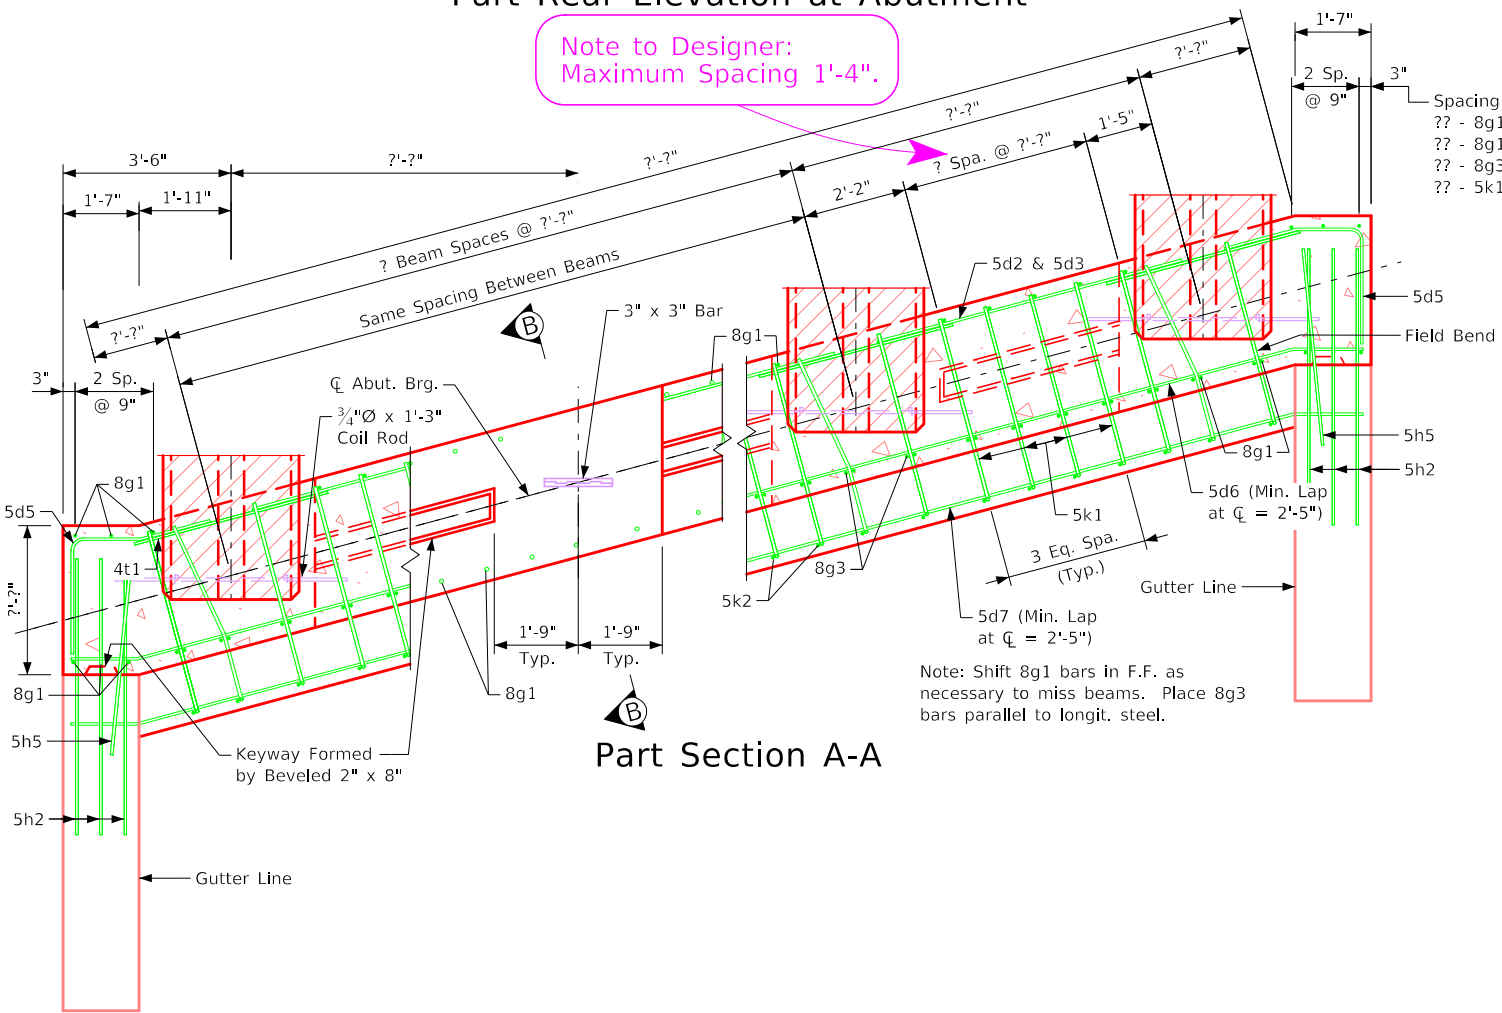 Part Rear Elevation at Abutment
Note to Designer:
Maximum Spacing 1'-4".
1'-7"
?'-?"
2 Sp.
@ 9"
3"
Spacing
?? - 8g1
?? - 8g1
?? - 8g3
?? - 5k1
?'-?"
1'-5"
? Spa. @ ?'-?"
2'-2"
3'-6"
?'-?"
?'-?"
1'-7"
1'-11"
? Beam Spaces @ ?'-?"
Same Spacing Between Beams
?'-?"
5d2 & 5d3
5d5
Field Bend
3" x 3" Bar
B
8g1
3"
2 Sp.
@ 9"
℄ Abut. Brg.
3/4"Ø x 1'-3"
Coil Rod
5h5
8g1
5h2
8g1
5d5
5d6 (Min. Lap
at ℄ = 2'-5")
5k1
3 Eq. Spa.
(Typ.)
4t1
8g3
?'-?"
5k2
Gutter Line
5d7 (Min. Lap
at ℄ = 2'-5")
1'-9"
Typ.
1'-9"
Typ.
8g1
8g1
Note: Shift 8g1 bars in F.F. as
necessary to miss beams. Place 8g3
bars parallel to longit. steel.
B
5h5
Keyway Formed
by Beveled 2" x 8"
Part Section A-A
5h2
Gutter Line